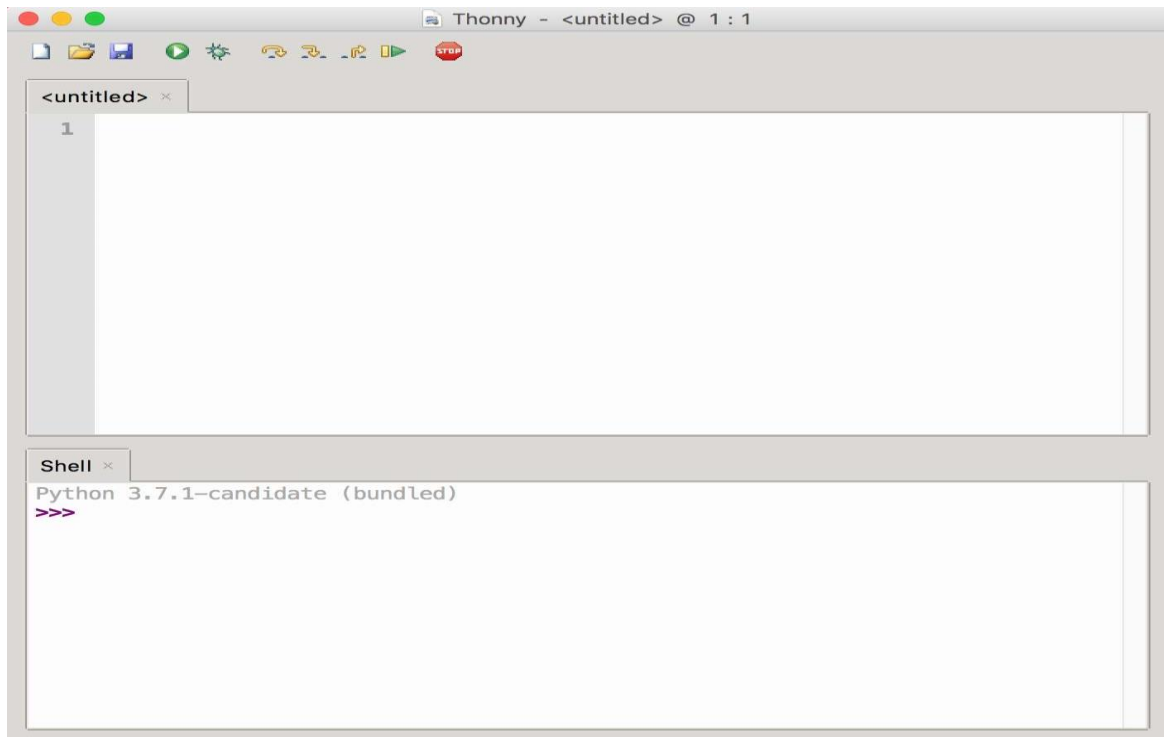 Thonny - <untitled> @ 1 : 1
STOP
<untitled> ×
1
Shell ×
Python 3.7.1-candidate (bundled)
>>>